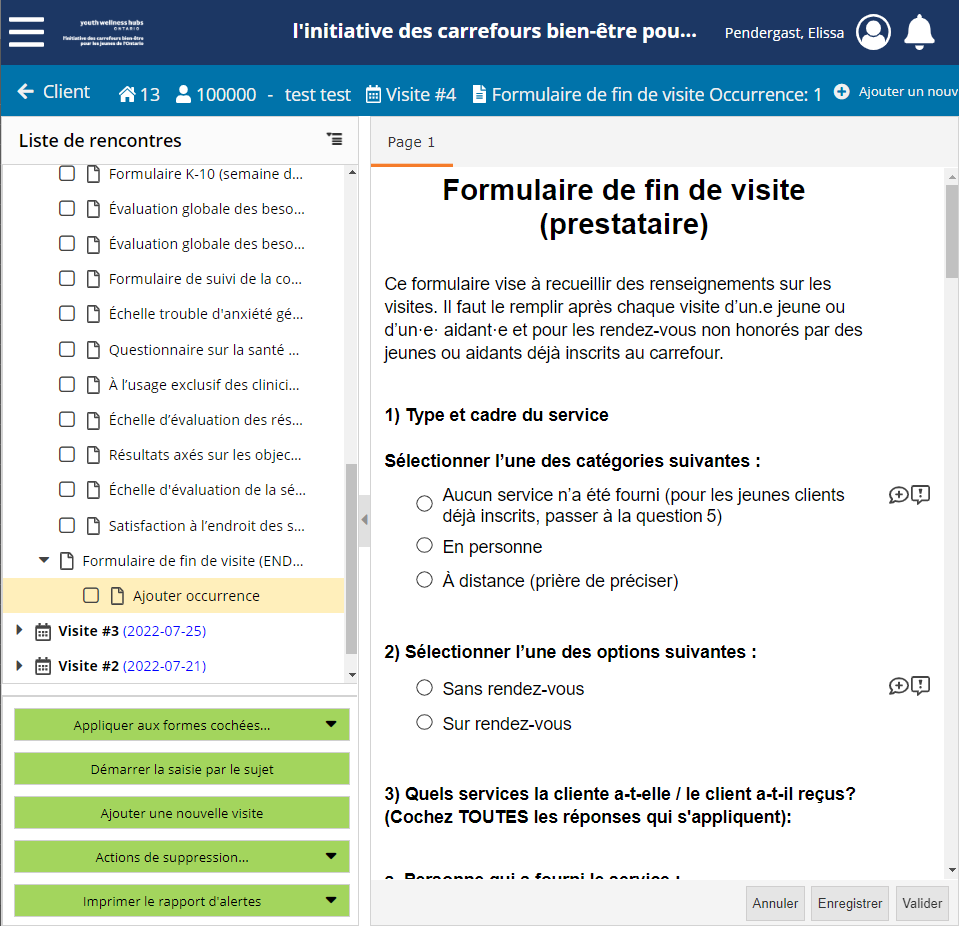 youth wellness hubs
ONTARIO
l'initiative des carrefours bien-être
pour les jeunes de l'Ontario
l'initiative des carrefours bien-être pou...
Pendergast, Elissa
Client
13
100000 - test test
Visite #4
Formulaire de fin de visite Occurrence: 1
Ajouter un nouv
Liste de rencontres
Formulaire K-10 (semaine d...
Évaluation globale des beso...
Évaluation globale des beso...
Formulaire de suivi de la co...
Échelle trouble d'anxiété gé...
Questionnaire sur la santé ...
À l’usage exclusif des clinici...
Échelle d’évaluation des rés...
Résultats axés sur les objec...
Échelle d'évaluation de la sé...
Satisfaction à l’endroit des s...
Formulaire de fin de visite (END...
Ajouter occurrence
Visite #3 (2022-07-25)
Visite #2 (2022-07-21)
Appliquer aux formes cochées...
Démarrer la saisie par le sujet
Ajouter une nouvelle visite
Actions de suppression...
Imprimer le rapport d'alertes
Page 1
Formulaire de fin de visite
(prestataire)
Ce formulaire vise à recueillir des renseignements sur les
visites. Il faut le remplir après chaque visite d’un.e jeune ou
d’un·e· aidant·e et pour les rendez-vous non honorés par des
jeunes ou aidants déjà inscrits au carrefour.
1) Type et cadre du service
Sélectionner l’une des catégories suivantes :
Aucun service n’a été fourni (pour les jeunes clients
déjà inscrits, passer à la question 5)
En personne
À distance (prière de préciser)
2) Sélectionner l’une des options suivantes :
Sans rendez-vous
Sur rendez-vous
3) Quels services la cliente a-t-elle / le client a-t-il reçus?
(Cochez TOUTES les réponses qui s'appliquent):
a. Personne qui a fourni le service :
Annuler
Enregistrer
Valider